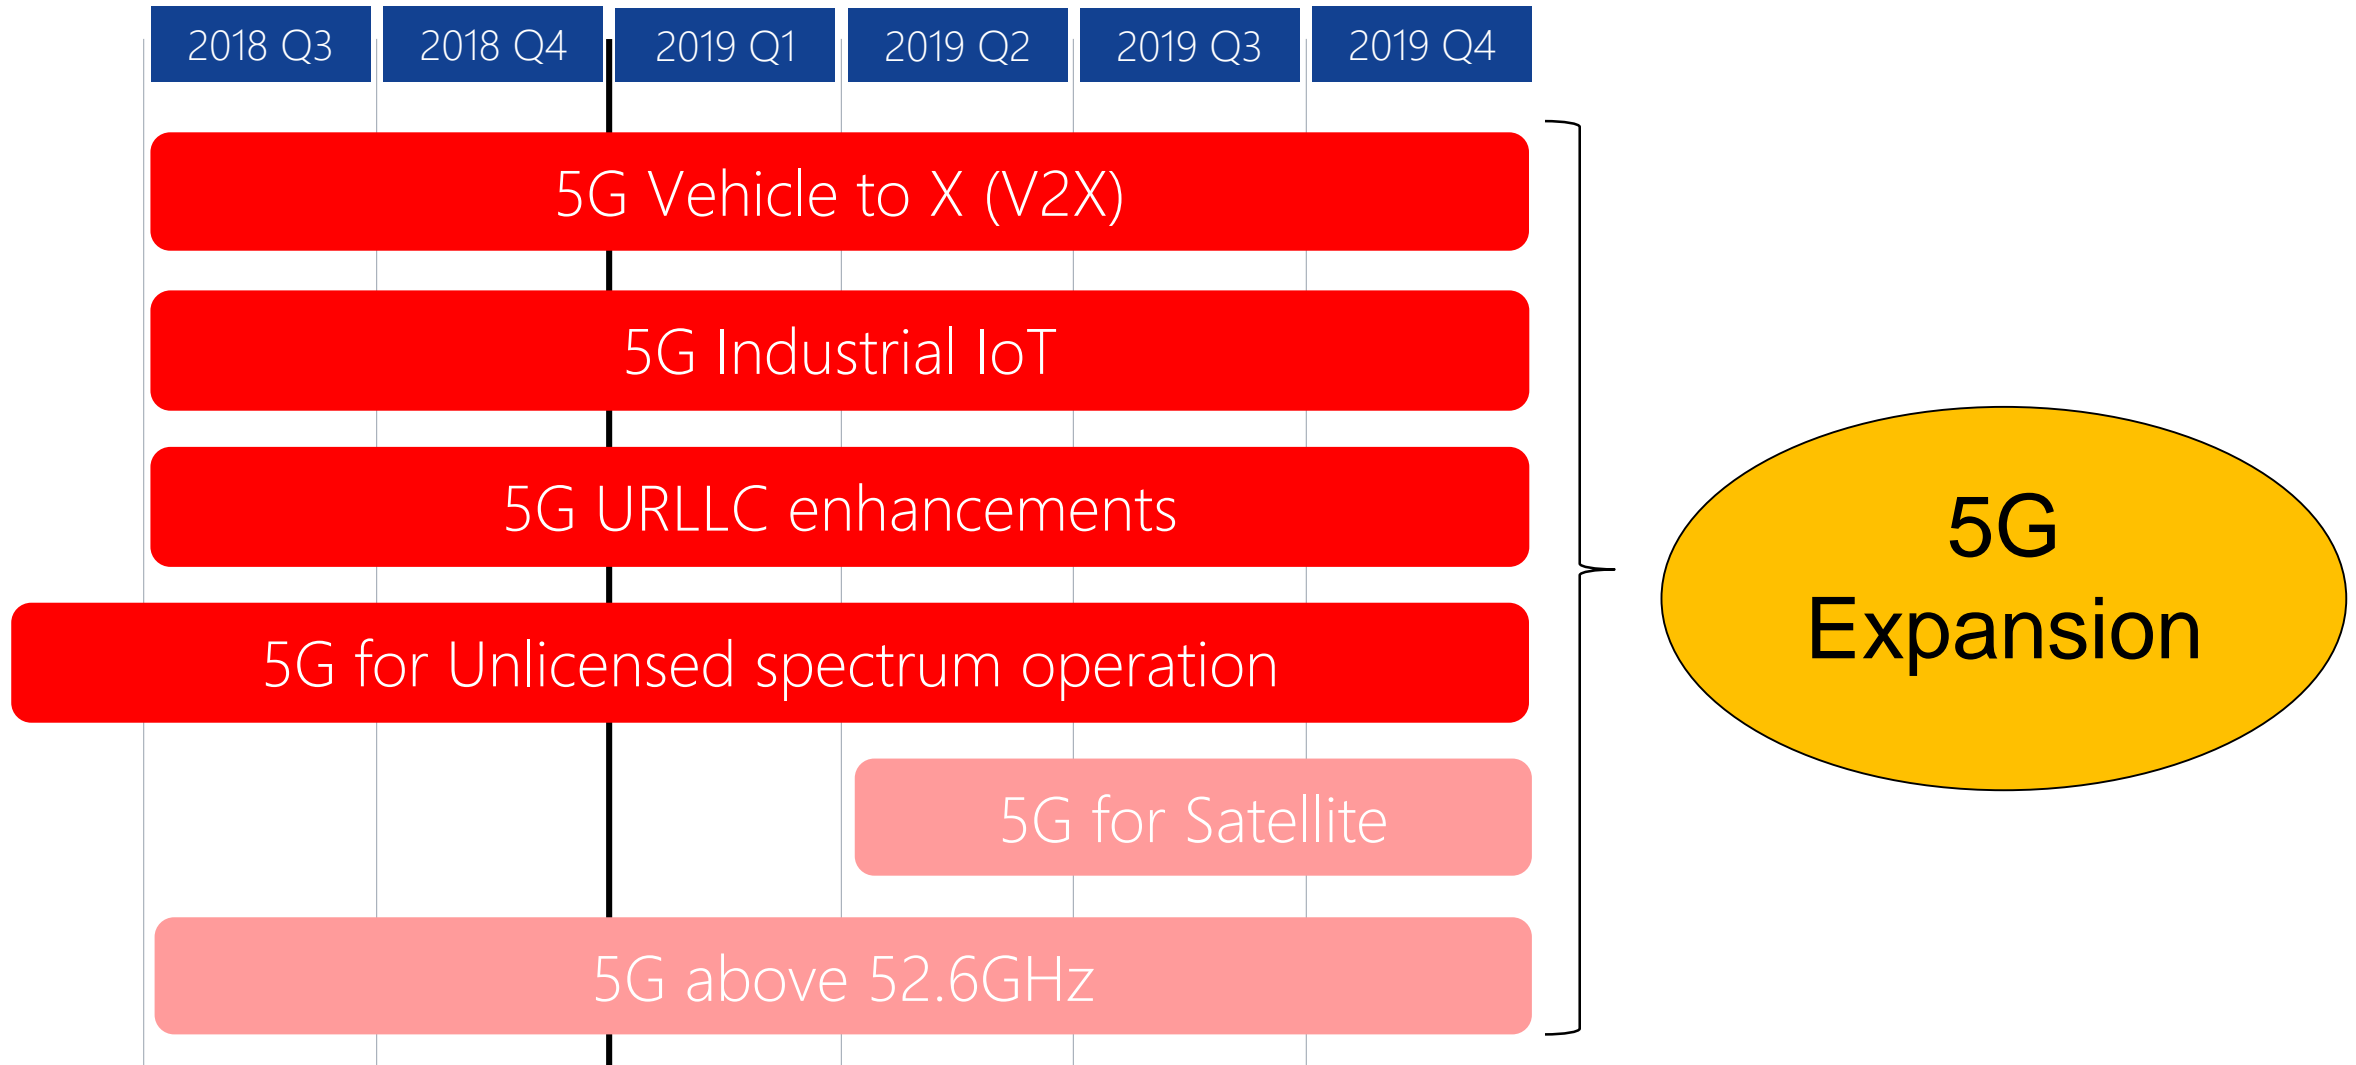 2018 Q3
2018 Q4
2019 Q1
2019 Q2
2019 Q3
2019 Q4
5G Vehicle to X (V2X)
5G Industrial IoT
5G URLLC enhancements
5G for Unlicensed spectrum operation
5G for Satellite
5G above 52.6GHz
5G
Expansion